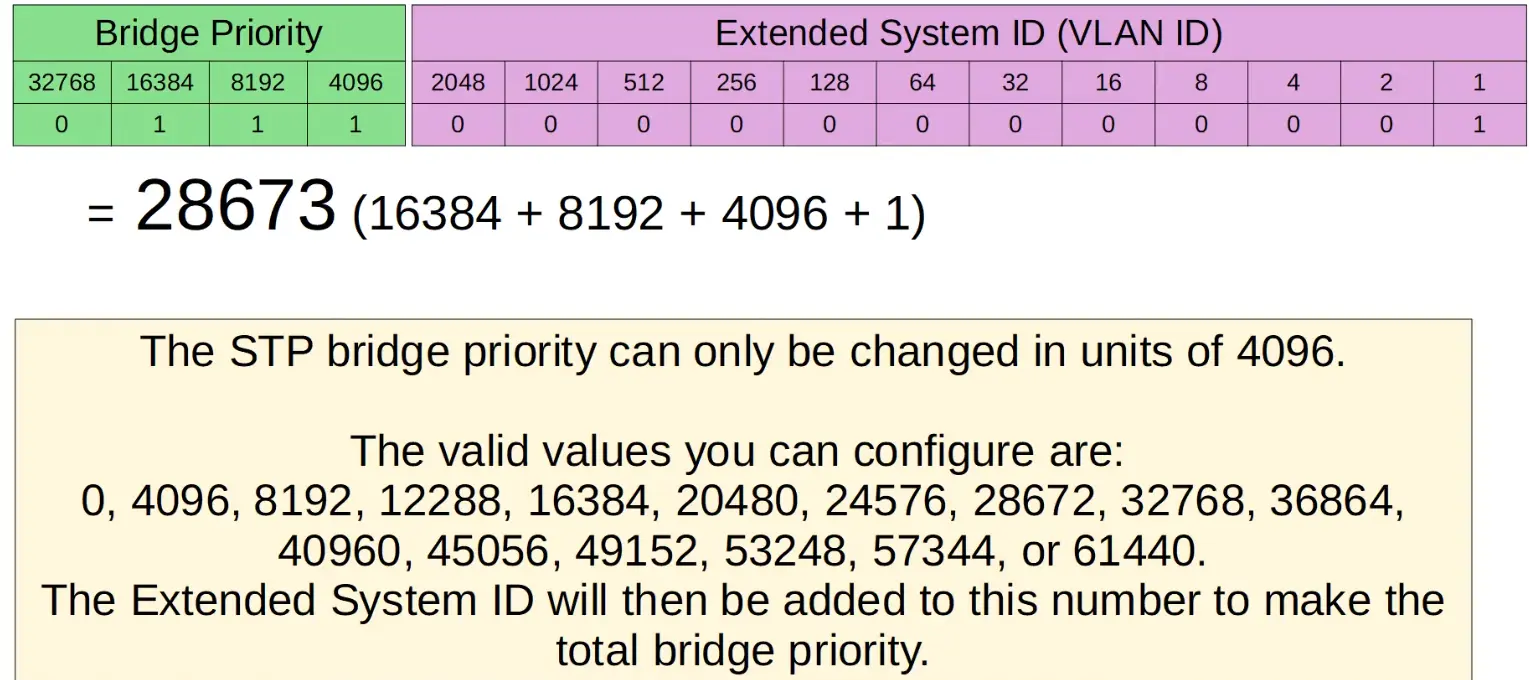 Bridge Priority Extended System ID (VLAN ID)
32768 16384 8192 4096 2048 1024 512 256 128 64 32 16 8 4 2 1
0 1 1 1 0 0 0 0 0 0 0 0 0 0 0 1
= 28673 (16384 + 8192 + 4096 + 1)
The STP bridge priority can only be changed in units of 4096.
The valid values you can configure are:
0, 4096, 8192, 12288, 16384, 20480, 24576, 28672, 32768, 36864,
40960, 45056, 49152, 53248, 57344, or 61440.
The Extended System ID will then be added to this number to make the
total bridge priority.